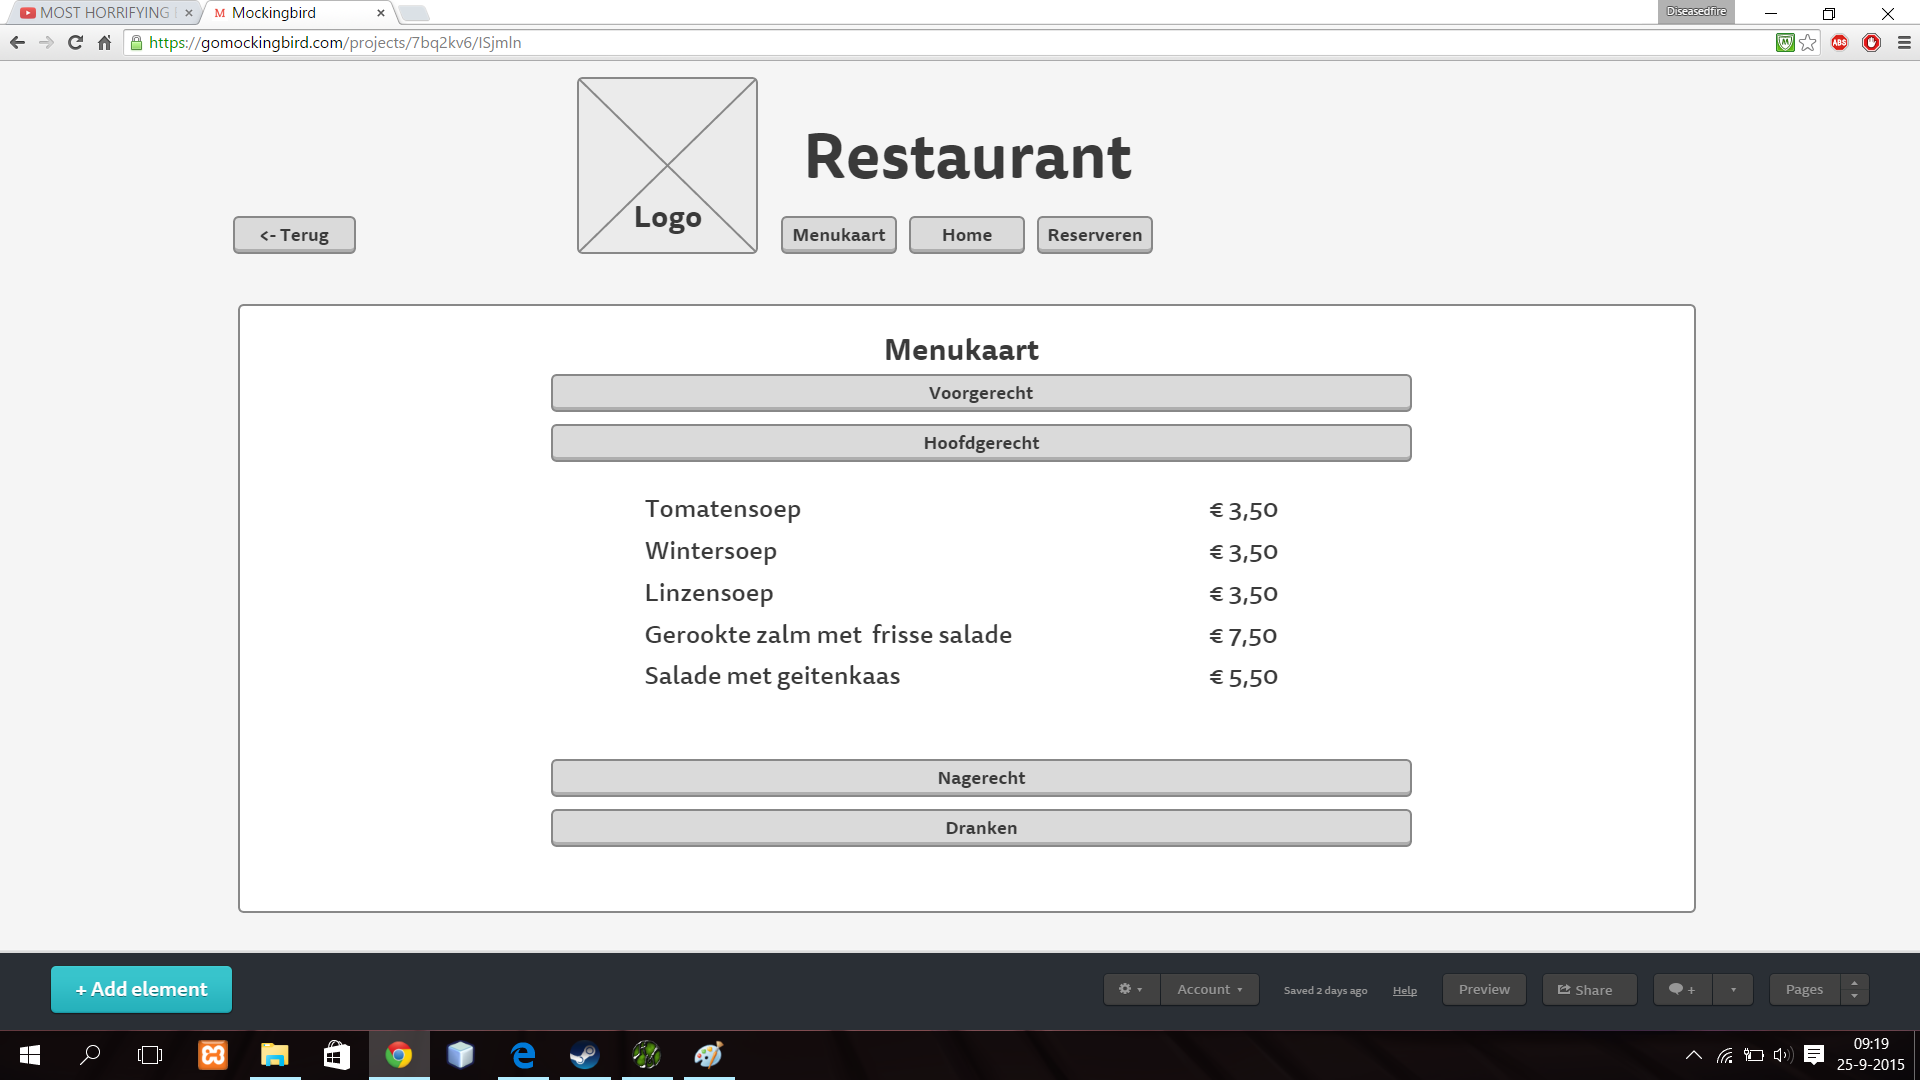 MOST HORRIFYING
Mockingbird
Diseasedfire
https://gomockingbird.com/projects/7bq2kv6/ISjmln
ABS
Restaurant
Logo
<- Terug
Menukaart
Home
Reserveren
Menukaart
Voorgerecht
Hoofdgerecht
Tomatensoep € 3,50
Wintersoep € 3,50
Linzensoep € 3,50
Gerookte zalm met frisse salade € 7,50
Salade met geitenkaas € 5,50
Nagerecht
Dranken
+ Add element
Account
Saved 2 days ago
Help
Preview
Share
+
Pages
09:19
25-9-2015